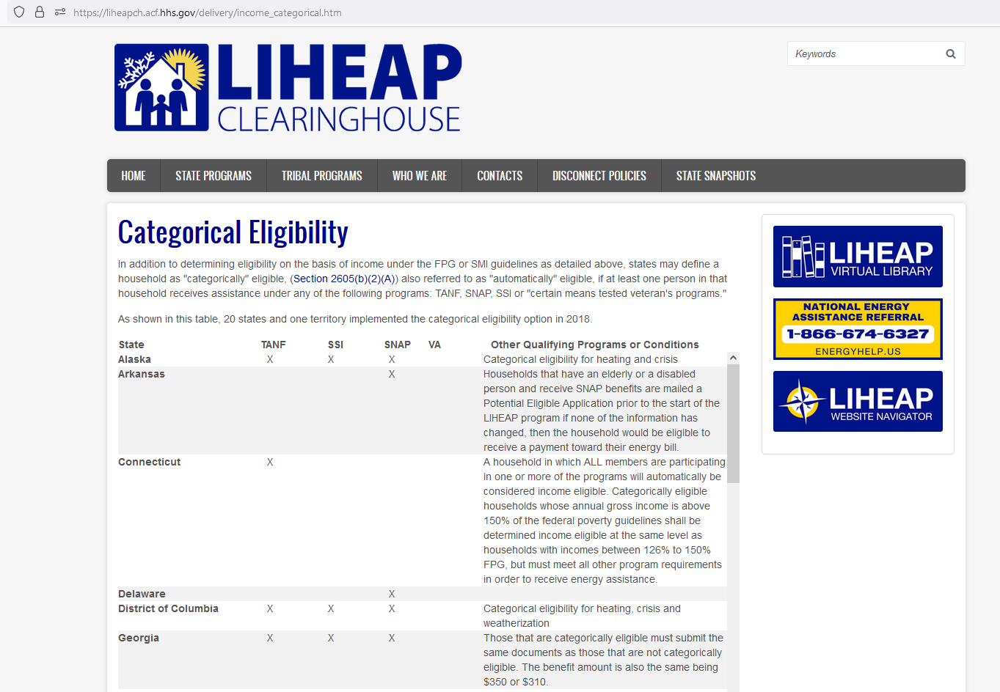 https://liheapch.acf.hhs.gov/delivery/income_categorical.htm
LIHEAP
CLEARINGHOUSE
Keywords
HOME STATE PROGRAMS TRIBAL PROGRAMS WHO WE ARE CONTACTS DISCONNECT POLICIES STATE SNAPSHOTS
Categorical Eligibility
In addition to determining eligibility on the basis of income under the FPG or SMI guidelines as detailed above, states may define a
household as "categorically" eligible, (Section 2605(b)(2)(A)) also referred to as "automatically" eligible, if at least one person in that
household receives assistance under any of the following programs: TANF, SNAP, SSI or "certain means tested veteran's programs."
As shown in this table, 20 states and one territory implemented the categorical eligibility option in 2018.
State TANF SSI SNAP VA Other Qualifying Programs or Conditions
Alaska X X X Categorical eligibility for heating and crisis
Arkansas X Households that have an elderly or a disabled
person and receive SNAP benefits are mailed a
Potential Eligible Application prior to the start of the
LIHEAP program if none of the information has
changed, then the household would be eligible to
receive a payment toward their energy bill.
Connecticut X A household in which ALL members are participating
in one or more of the programs will automatically be
considered income eligible. Categorically eligible
households whose annual gross income is above
150% of the federal poverty guidelines shall be
determined income eligible at the same level as
households with incomes between 126% to 150%
FPG, but must meet all other program requirements
in order to receive energy assistance.
Delaware X
District of Columbia X X X Categorical eligibility for heating, crisis and
weatherization
Georgia X X X Those that are categorically eligible must submit the
same documents as those that are not categorically
eligible. The benefit amount is also the same being
$350 or $310.
LIHEAP
VIRTUAL LIBRARY
NATIONAL ENERGY
ASSISTANCE REFERRAL
1-866-674-6327
ENERGYHELP.US
LIHEAP
WEBSITE NAVIGATOR